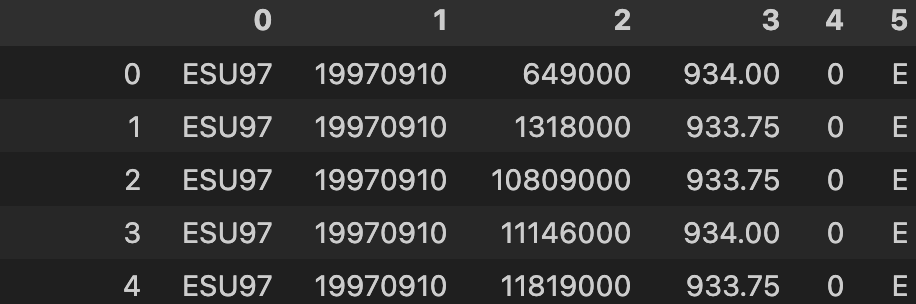 0 1 2 3 4 5
0 ESU97 19970910 649000 934.00 0 E
1 ESU97 19970910 1318000 933.75 0 E
2 ESU97 19970910 10809000 933.75 0 E
3 ESU97 19970910 11146000 934.00 0 E
4 ESU97 19970910 11819000 933.75 0 E